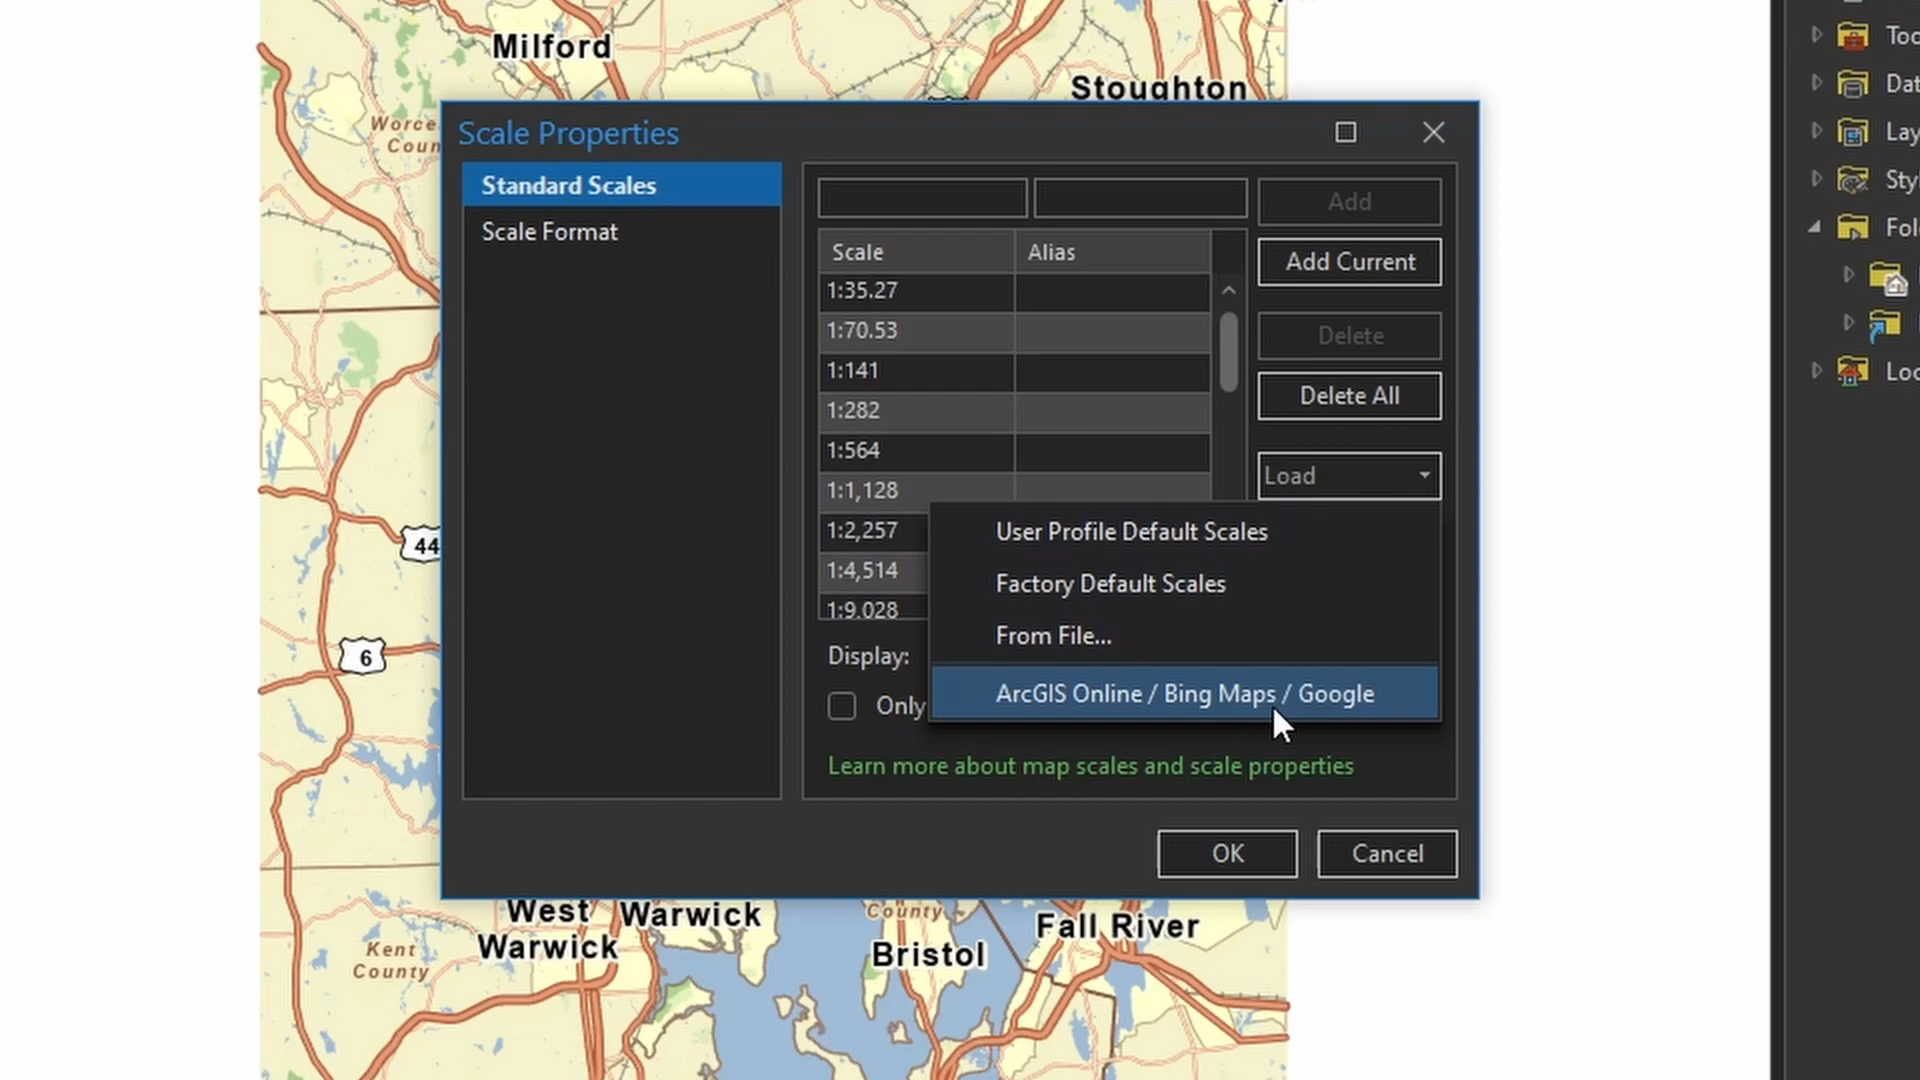 Milford
Stoughton
Worce
Coun
Scale Properties
Standard Scales
Scale Format
Add
Scale
Alias
Add Current
1:35.27
1:70.53
Delete
1:141
Delete All
1:282
1:564
Load
1:1,128
1:2,257
User Profile Default Scales
1:4,514
Factory Default Scales
1:9,028
From File...
Display:
ArcGIS Online / Bing Maps / Google
Only
Learn more about map scales and scale properties
OK
Cancel
44
6
West
Warwick
Warwick
County
Bristol
Fall River
Kent
County
Too
Dat
Lay
Styl
Fol
Loc